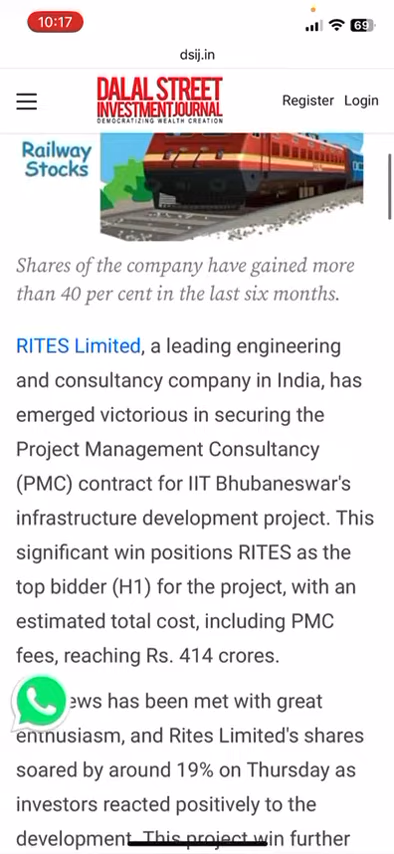 10:17
69
dsij.in
DALAL STREET
INVESTMENT JOURNAL
DEMOCRATIZING WEALTH CREATION
Register Login
Railway
Stocks
Shares of the company have gained more
than 40 per cent in the last six months.
RITES Limited, a leading engineering
and consultancy company in India, has
emerged victorious in securing the
Project Management Consultancy
(PMC) contract for IIT Bhubaneswar's
infrastructure development project. This
significant win positions RITES as the
top bidder (H1) for the project, with an
estimated total cost, including PMC
fees, reaching Rs. 414 crores.
ews has been met with great
enthusiasm, and Rites Limited's shares
soared by around 19% on Thursday as
investors reacted positively to the
development. This project win further